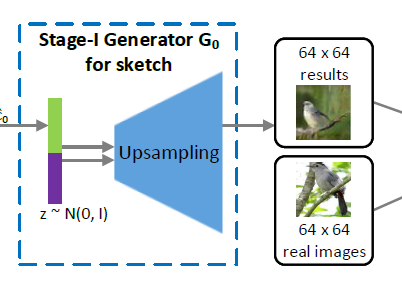 Stage-I Generator G₀
for sketch
Upsampling
z ~ N(0, I)
64 x 64
results
64 x 64
real images